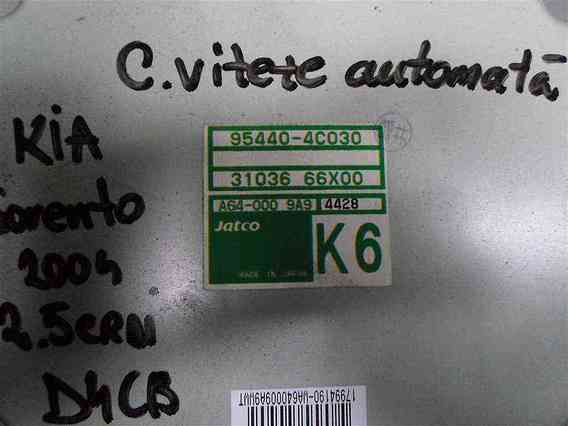 C.vitete automată
KIA
Sorento
2004
2.5CRDI
D4CB
95440-4C030
31036 66X00
A64-000 9A9 4428
Jatco
K6
MADE IN JAPAN